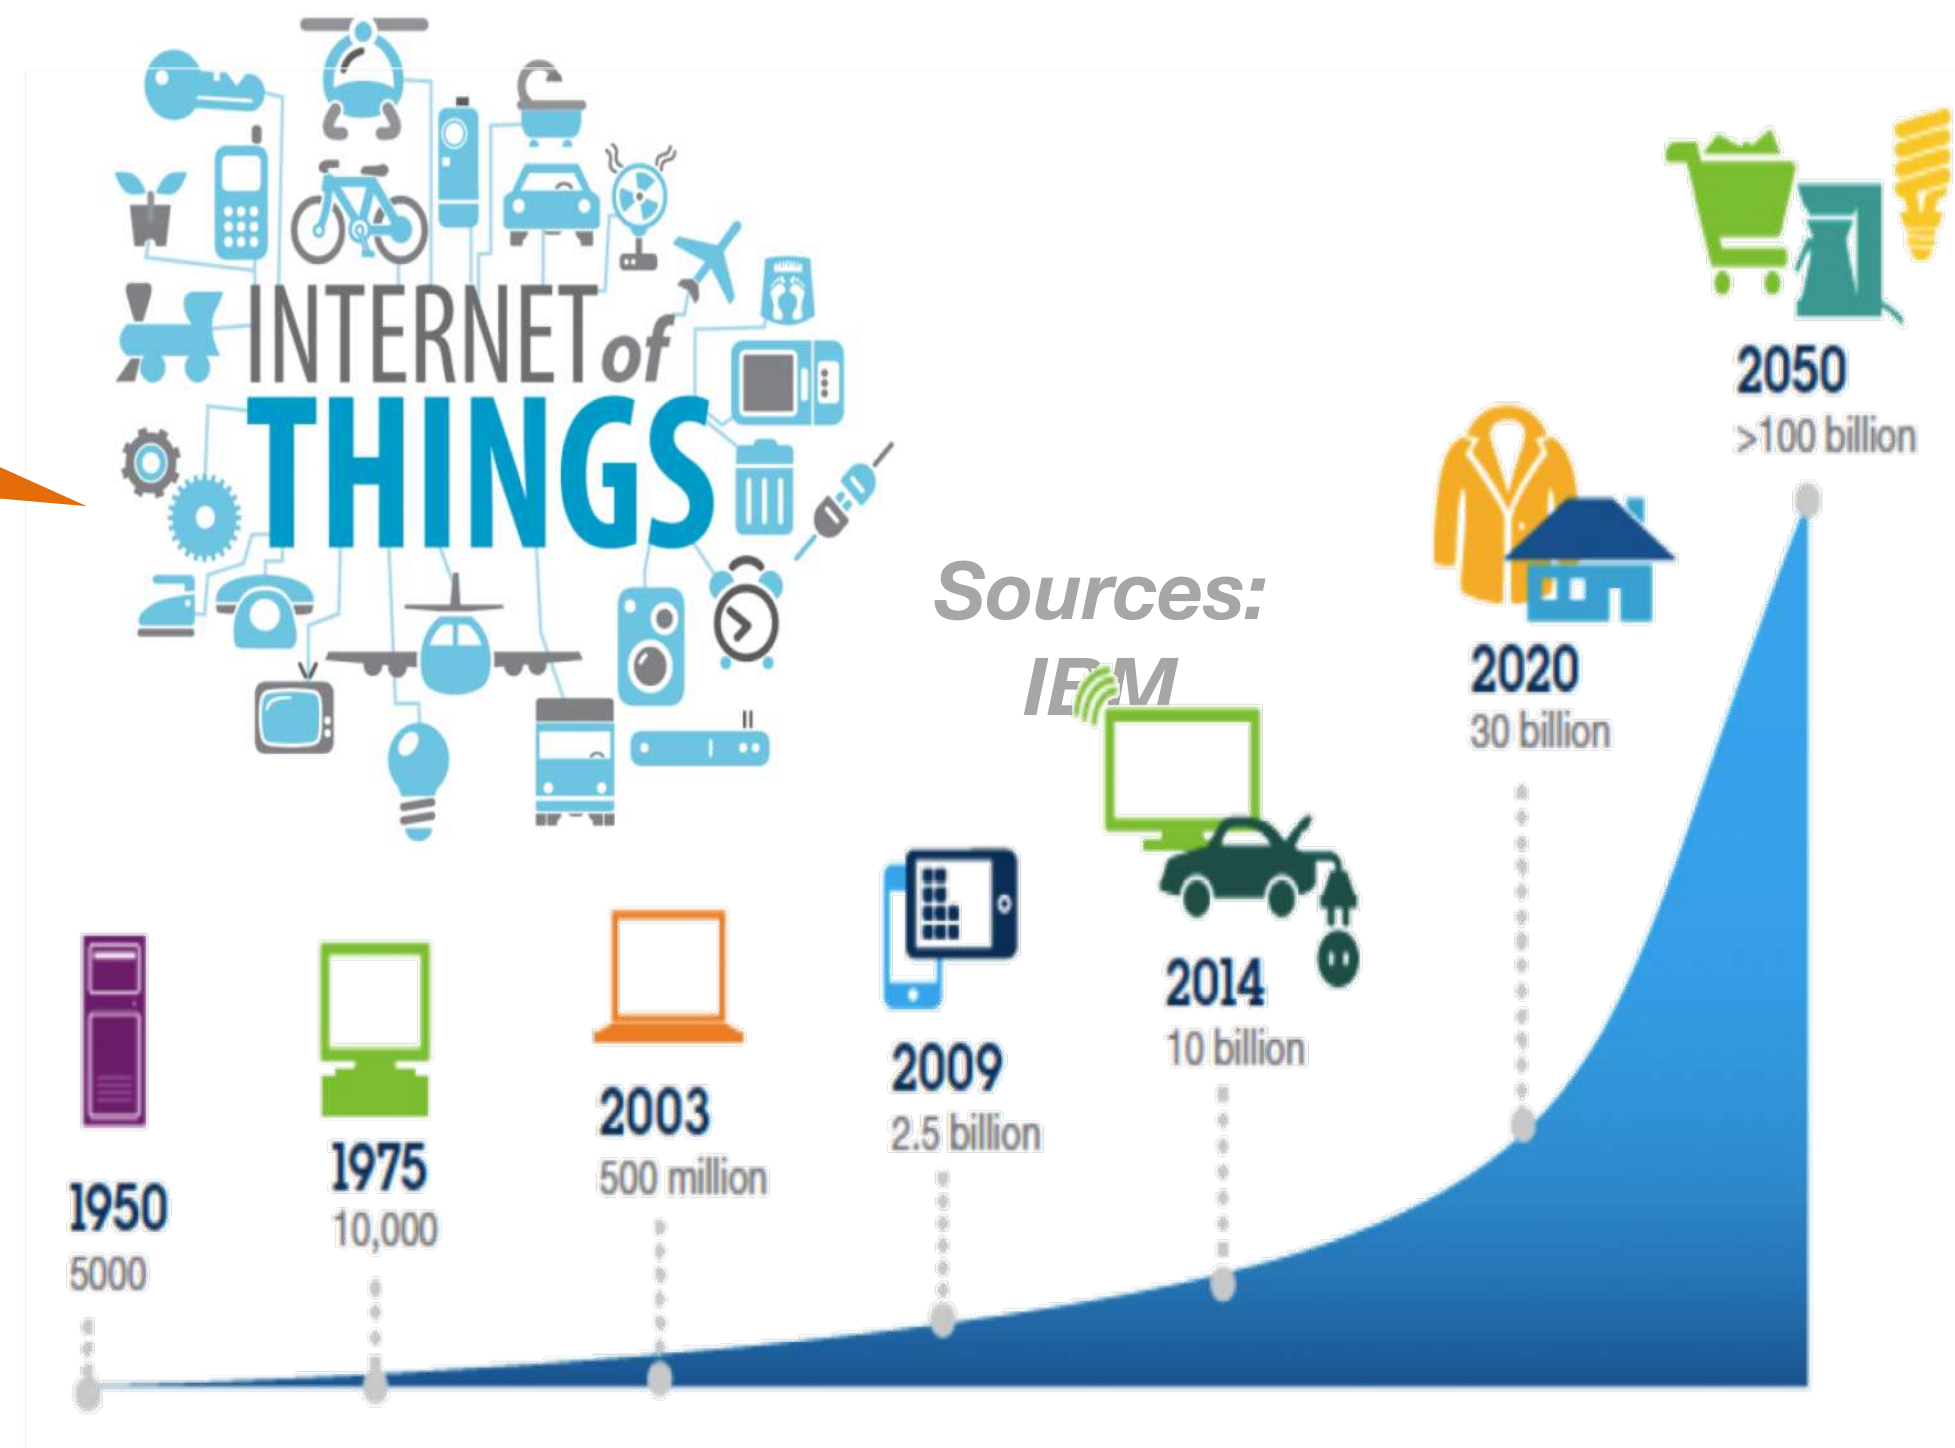 INTERNET of
THINGS
Sources:
IBM
1950
5000
1975
10,000
2003
500 million
2009
2.5 billion
2014
10 billion
2020
30 billion
2050
>100 billion